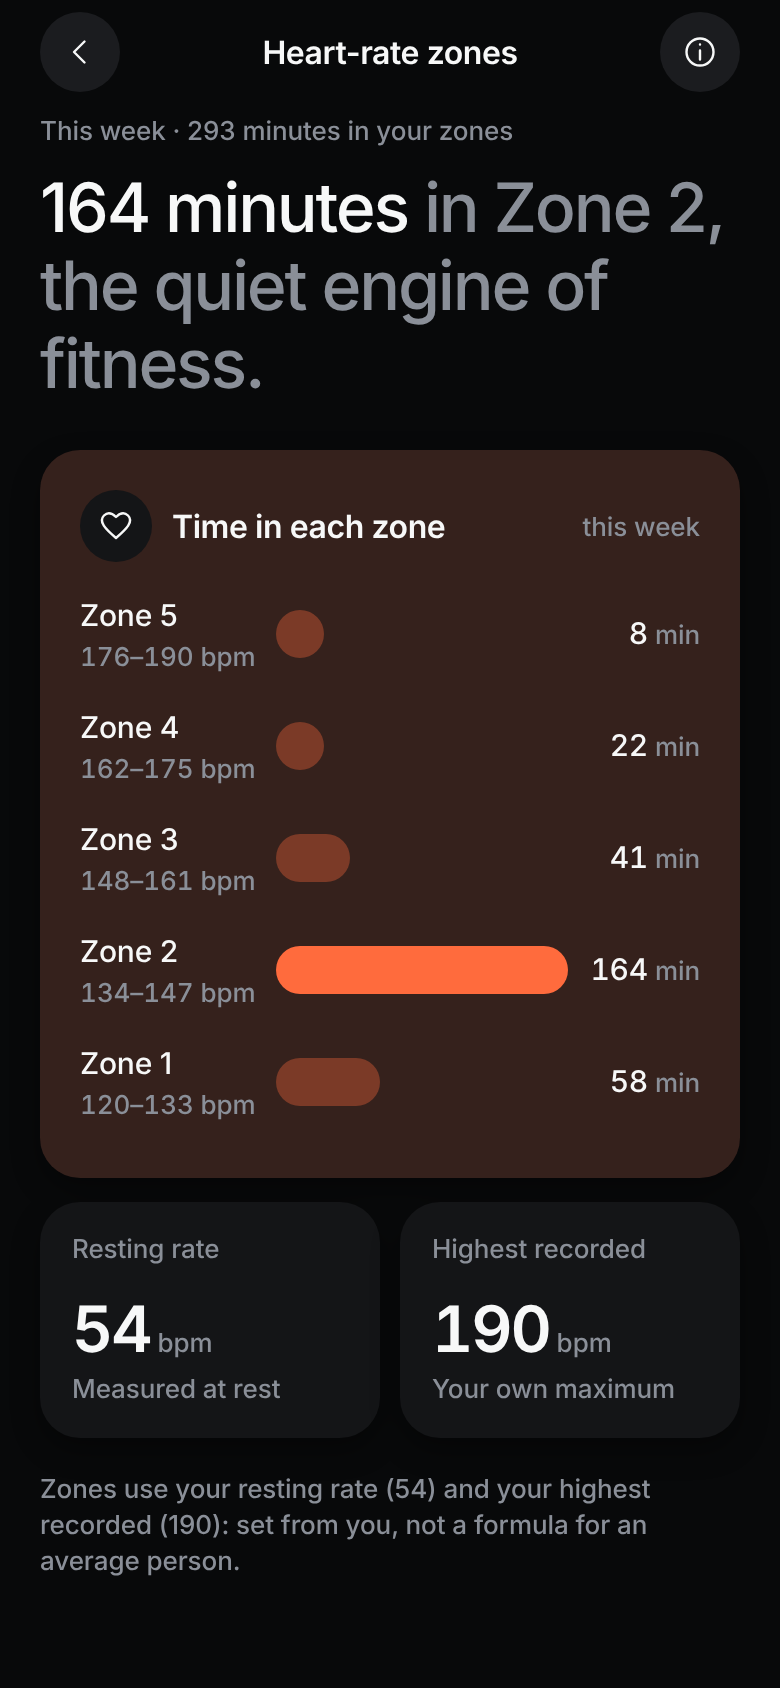 Heart-rate zones
This week · 293 minutes in your zones
164 minutes in Zone 2,
the quiet engine of
fitness.
Time in each zone this week
Zone 5
176–190 bpm
8 min
Zone 4
162–175 bpm
22 min
Zone 3
148–161 bpm
41 min
Zone 2
134–147 bpm
164 min
Zone 1
120–133 bpm
58 min
Resting rate
54 bpm
Measured at rest
Highest recorded
190 bpm
Your own maximum
Zones use your resting rate (54) and your highest
recorded (190): set from you, not a formula for an
average person.